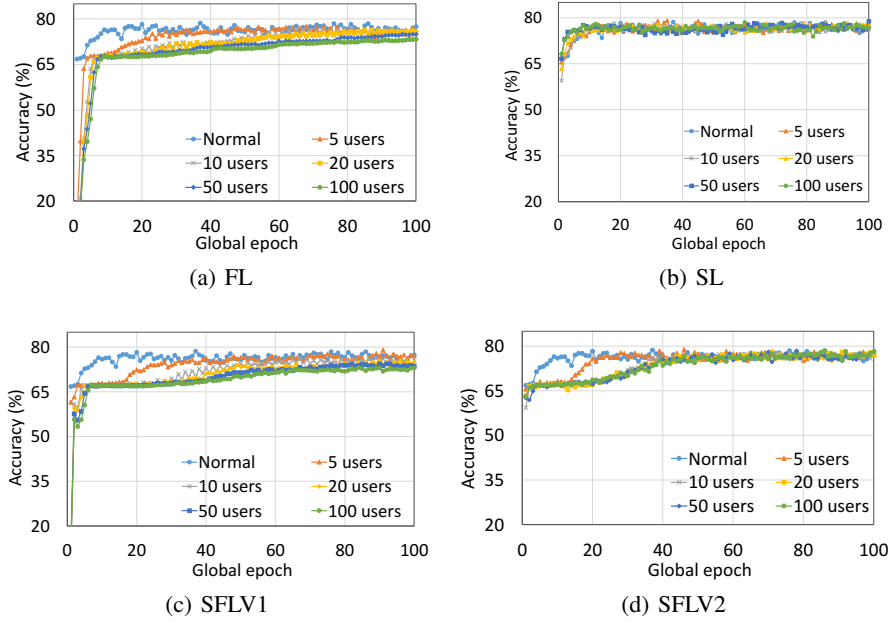 80
65
50
35
20
Accuracy (%)
Normal
5 users
10 users
20 users
50 users
100 users
0 20 40 60 80 100
Global epoch
(a) FL
80
65
50
35
20
Accuracy (%)
Normal
5 users
10 users
20 users
50 users
100 users
0 20 40 60 80 100
Global epoch
(b) SL
80
65
50
35
20
Accuracy (%)
Normal
5 users
10 users
20 users
50 users
100 users
0 20 40 60 80 100
Global epoch
(c) SFLV1
80
65
50
35
20
Accuracy (%)
Normal
5 users
10 users
20 users
50 users
100 users
0 20 40 60 80 100
Global epoch
(d) SFLV2